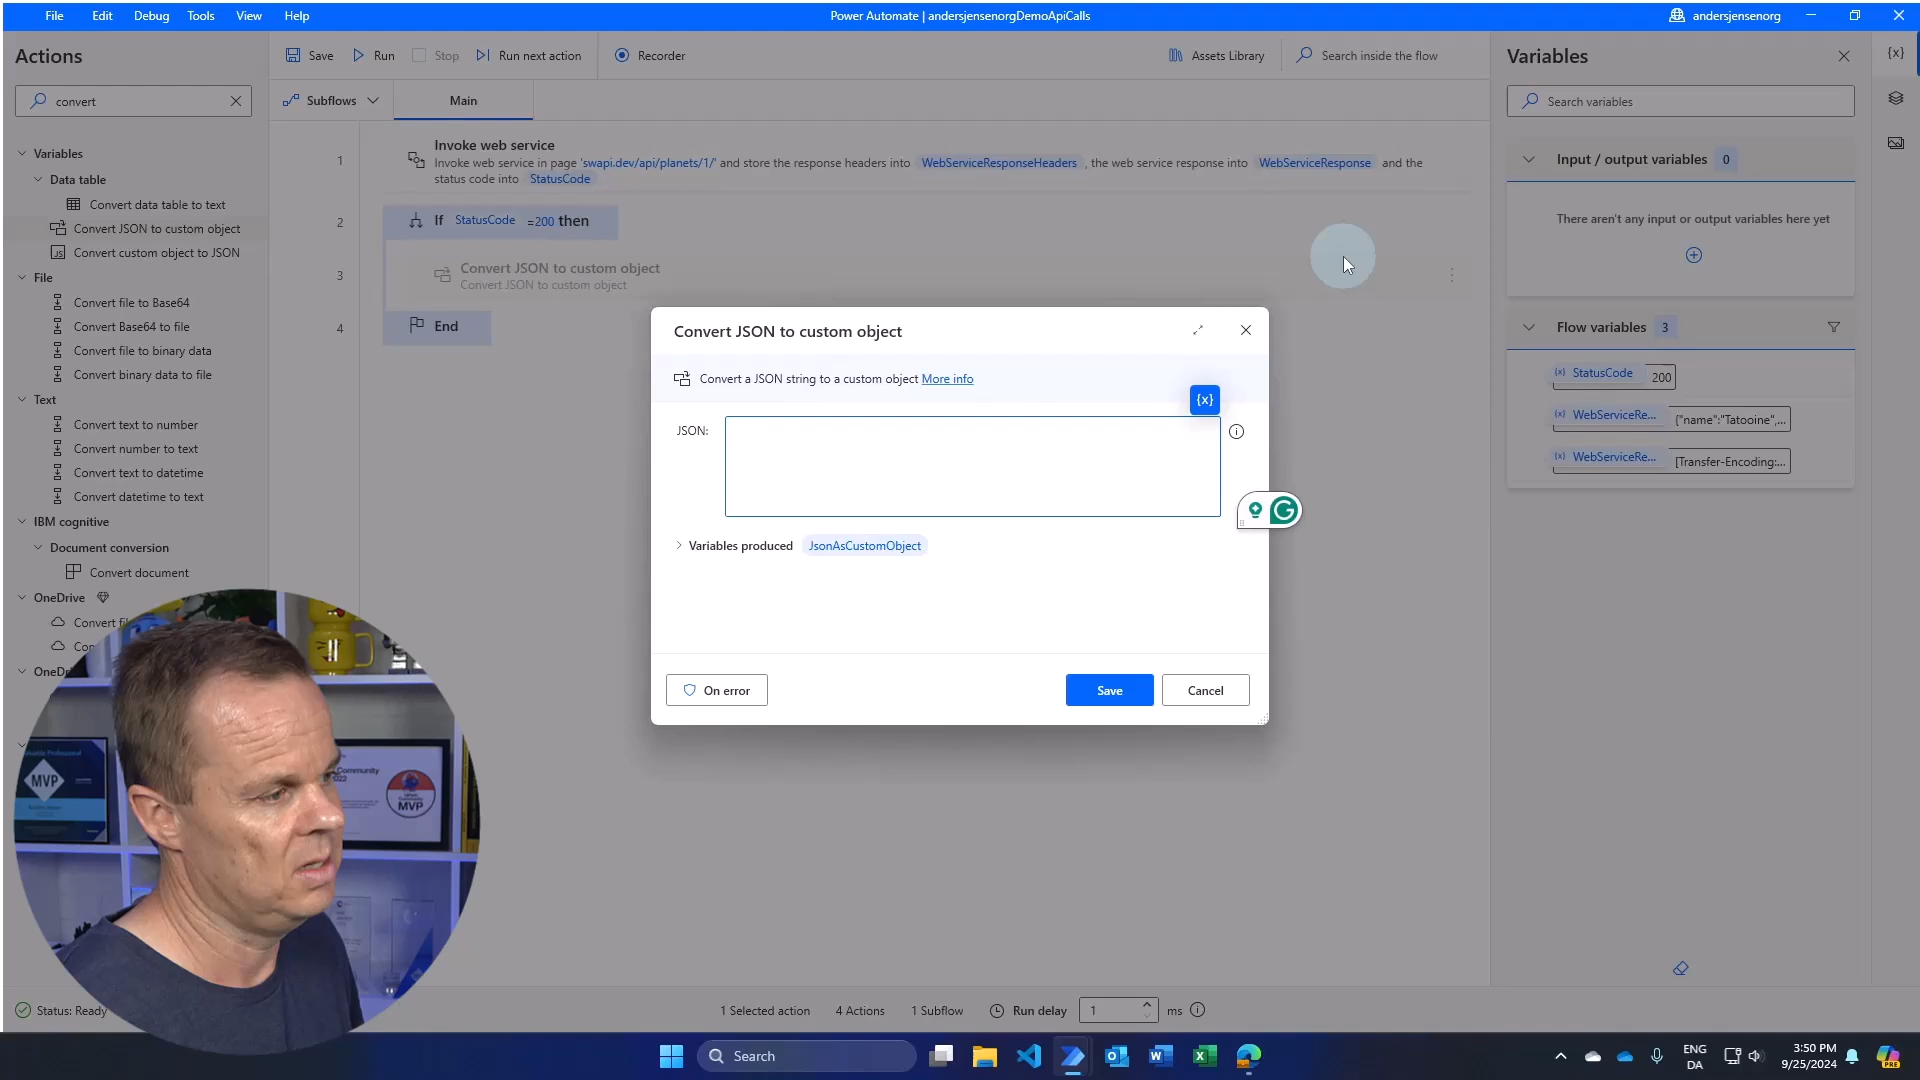 File Edit Debug Tools View Help
Power Automate | andersjensenorgDemoApiCalls
andersjensenorg
Actions
convert
Variables
Data table
Convert data table to text
Convert JSON to custom object
Convert custom object to JSON
File
Convert file to Base64
Convert Base64 to file
Convert file to binary data
Convert binary data to file
Text
Convert text to number
Convert number to text
Convert text to datetime
Convert datetime to text
IBM cognitive
Document conversion
Convert document
OneDrive
Save Run Stop Run next action Recorder
Assets Library Search inside the flow
Subflows Main
1 Invoke web service
Invoke web service in page 'swapi.dev/api/planets/1/' and store the response headers into WebServiceResponseHeaders , the web service response into WebServiceResponse and the
status code into StatusCode
2 If StatusCode =200 then
3 Convert JSON to custom object
Convert JSON to custom object
4 End
Convert JSON to custom object
Convert a JSON string to a custom object More info
{x}
JSON:
Variables produced JsonAsCustomObject
On error Save Cancel
Variables
{x}
Search variables
Input / output variables 0
There aren't any input or output variables here yet
Flow variables 3
{x} StatusCode 200
{x} WebServiceRe... {"name":"Tatooine",...
{x} WebServiceRe... [Transfer-Encoding:...
MVP
Community
MVP
Status: Ready
1 Selected action 4 Actions 1 Subflow Run delay 1 ms
Search
ENG
DA
3:50 PM
9/25/2024
PRE